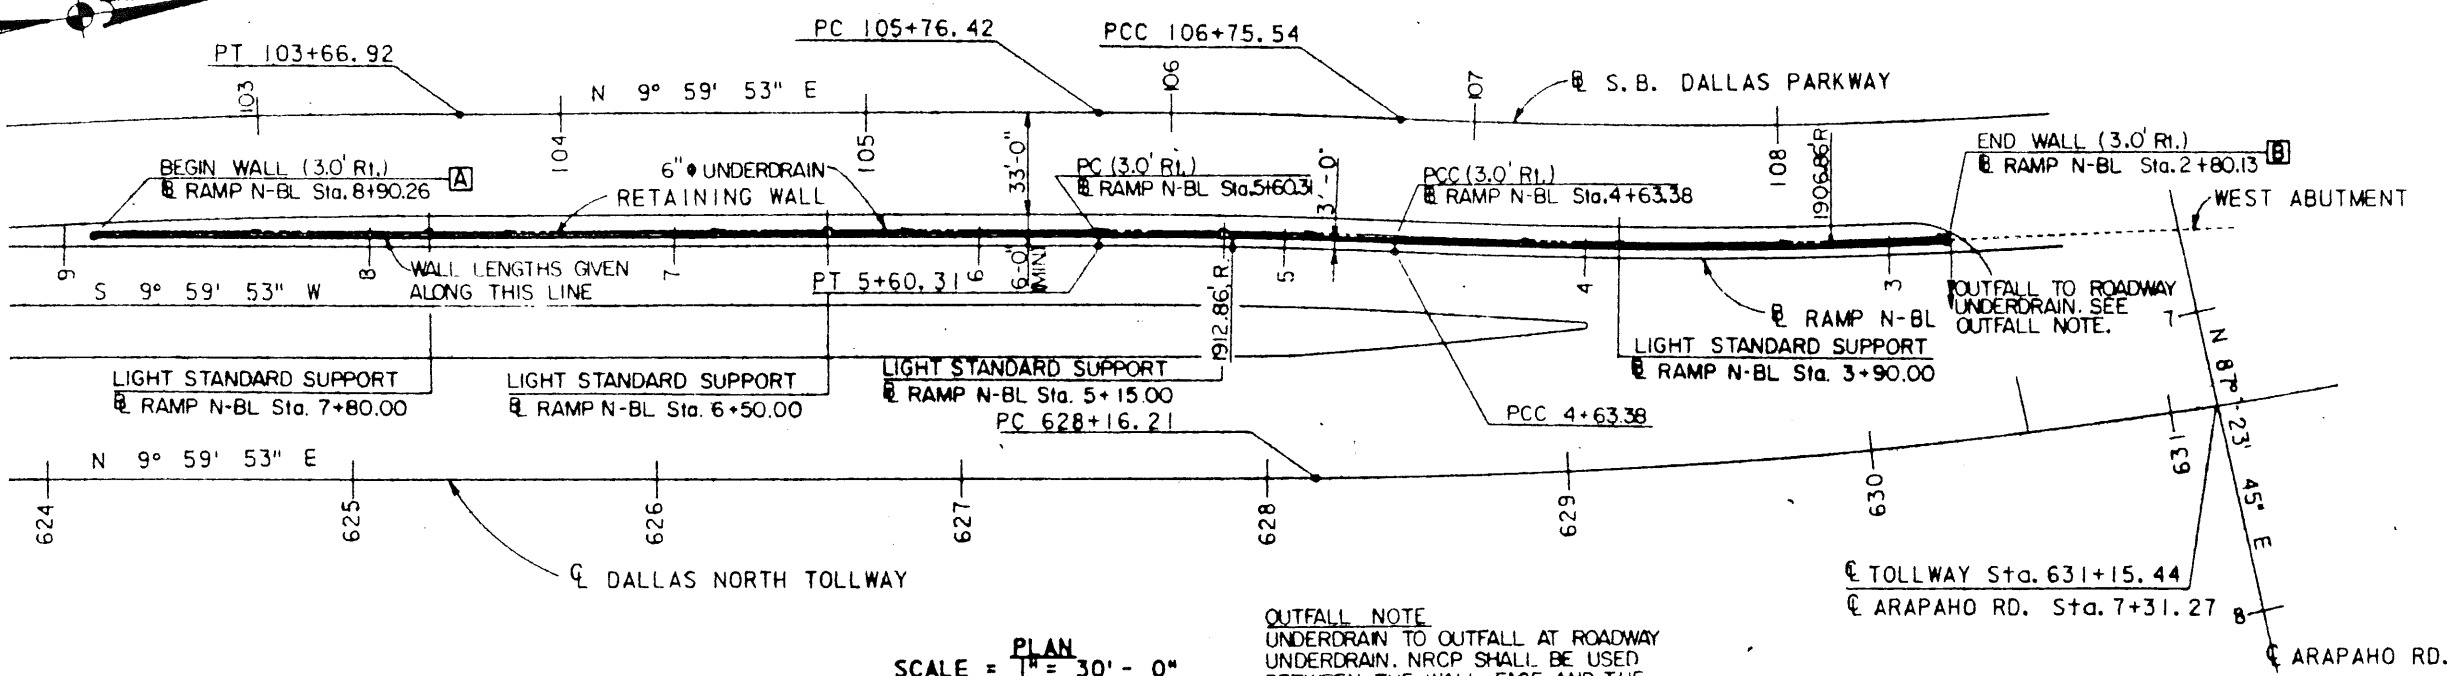 PT 103+66.92
PC 105+76.42
PCC 106+75.54
103
N 9° 59' 53" E
104
105
106
107
108
℄ S.B. DALLAS PARKWAY
BEGIN WALL (3.0' Rt.)
RAMP N-BL Sta. 8+90.26
A
6" UNDERDRAIN
RETAINING WALL
33'-0"
PC (3.0' Rt.)
RAMP N-BL Sta. 5+60.31
3'-0"
PCC (3.0' Rt.)
RAMP N-BL Sta. 4+63.38
1906.86' R
END WALL (3.0' Rt.)
RAMP N-BL Sta. 2+80.13
B
WEST ABUTMENT
9
8
7
6
5
4
3
WALL LENGTHS GIVEN
ALONG THIS LINE
S 9° 59' 53" W
PT 5+60.31
6'-0"
MIN
1912.86' R
RAMP N-BL
OUTFALL TO ROADWAY
UNDERDRAIN. SEE
OUTFALL NOTE.
7
LIGHT STANDARD SUPPORT
RAMP N-BL Sta. 7+80.00
LIGHT STANDARD SUPPORT
RAMP N-BL Sta. 6+50.00
LIGHT STANDARD SUPPORT
RAMP N-BL Sta. 5+15.00
LIGHT STANDARD SUPPORT
RAMP N-BL Sta. 3+90.00
PCC 4+63.38
PC 628+16.21
N 87°-23' 45" E
N 9° 59' 53" E
624
625
626
627
628
629
630
℄ DALLAS NORTH TOLLWAY
℄ TOLLWAY Sta. 631+15.44
℄ ARAPAHO RD. Sta. 7+31.27
8
℄ ARAPAHO RD.
PLAN
SCALE = 1" = 30' - 0"
OUTFALL NOTE
UNDERDRAIN TO OUTFALL AT ROADWAY
UNDERDRAIN. NRCP SHALL BE USED
BETWEEN THE WALL FACE AND THE